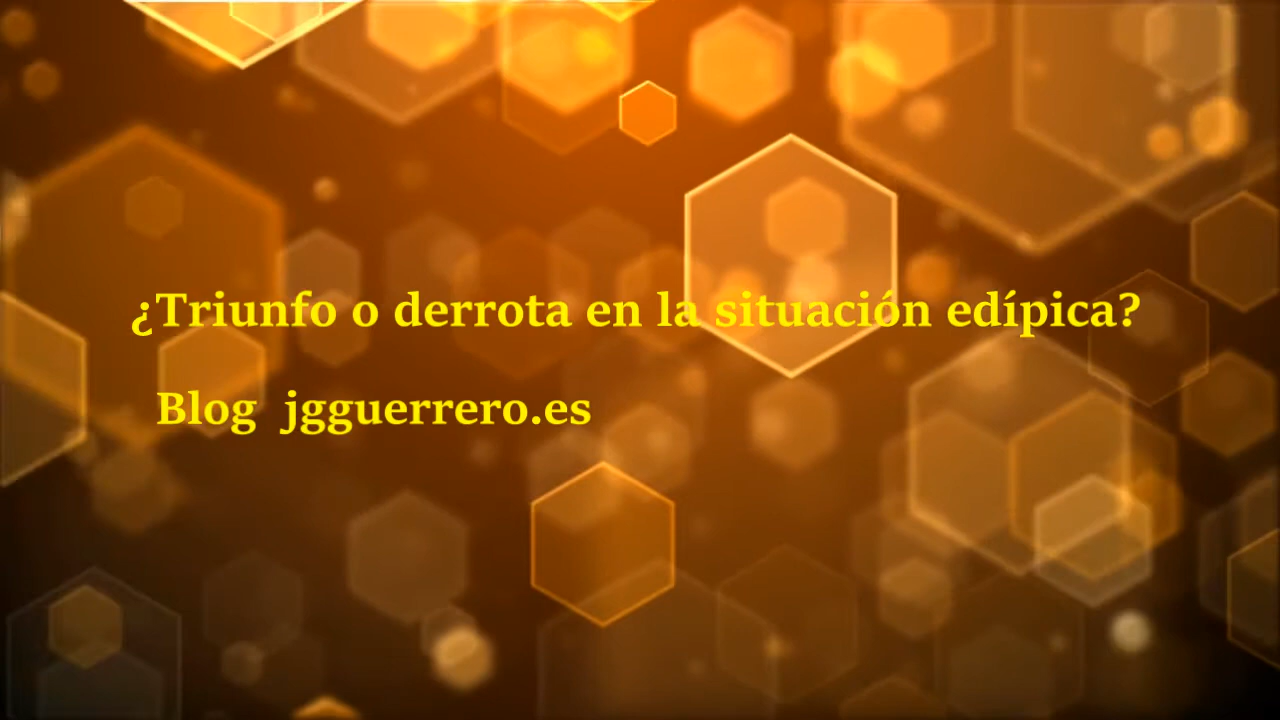 ¿Triunfo o derrota en la situación edípica?
Blog jgguerrero.es